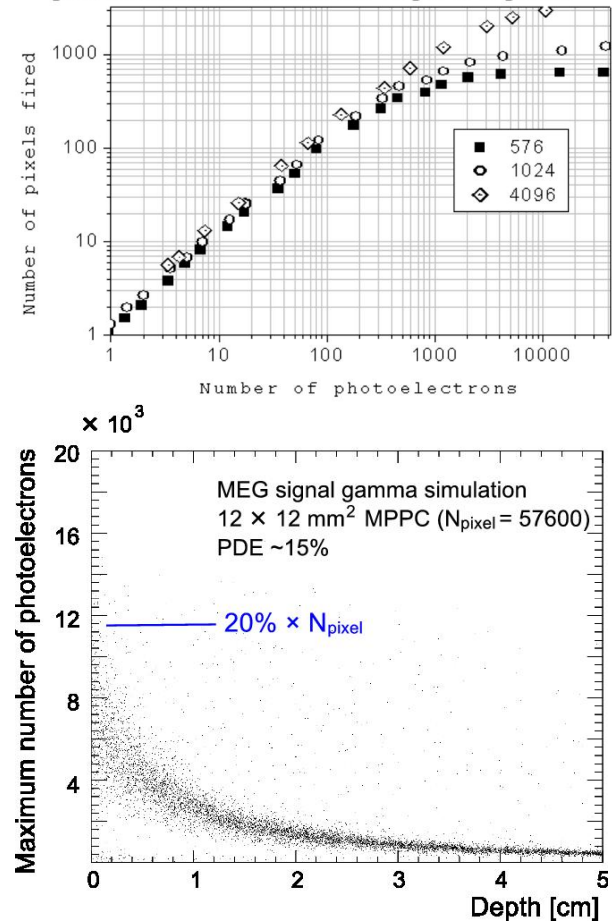 1000
100
10
1
Number of pixels fired
576
1024
4096
1 10 100 1000 10000
Number of photoelectrons
× 10³
20
16
12
8
4
Maximum number of photoelectrons
MEG signal gamma simulation
12 × 12 mm² MPPC (Npixel = 57600)
PDE ~15%
20% × Npixel
0 1 2 3 4 5
Depth [cm]